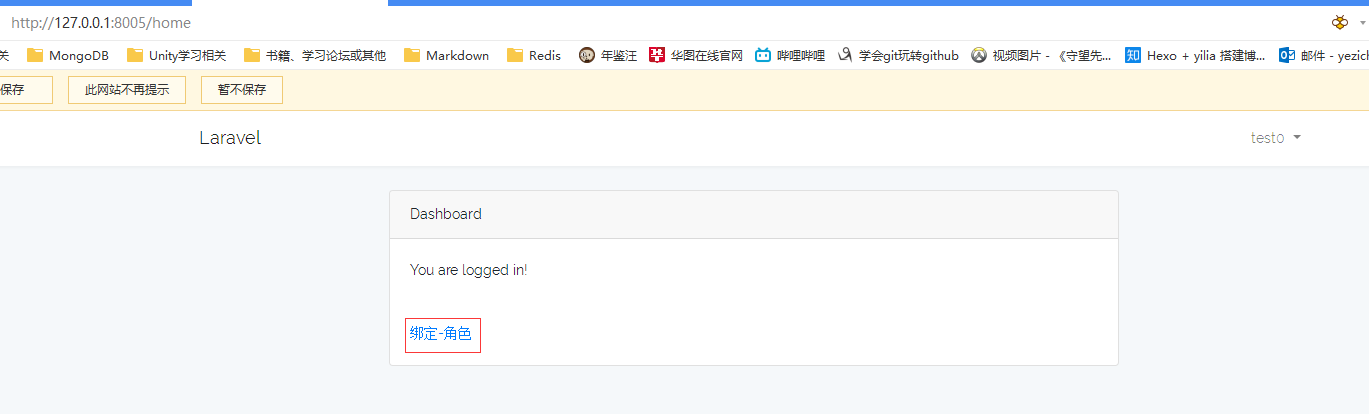 http://127.0.0.1:8005/home
关 MongoDB Unity学习相关 书籍、学习论坛或其他 Markdown Redis 年鉴汪 华图在线官网 哔哩哔哩 学会git玩转github 视频图片 - 《守望先... Hexo + yilia 搭建博... 邮件 - yezich
保存 此网站不再提示 暂不保存
Laravel test0
Dashboard
You are logged in!
绑定-角色